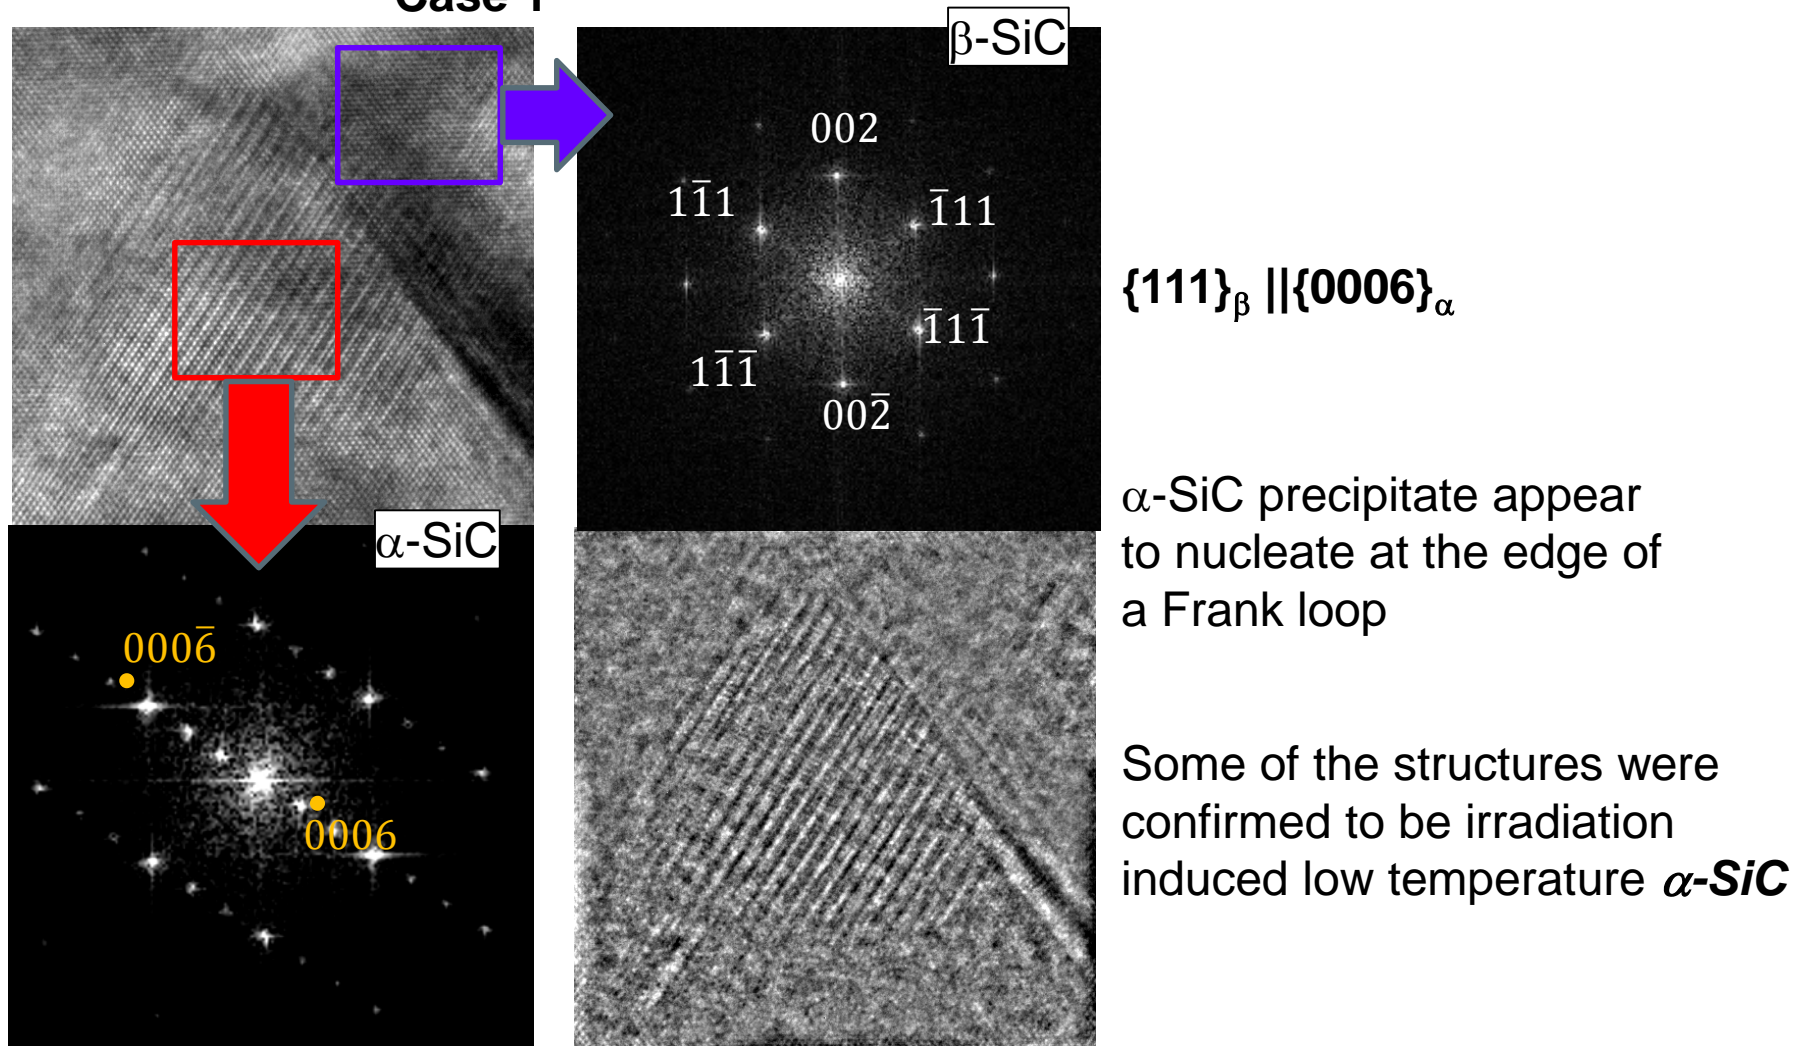 Case 1
β-SiC
002
11̅1
1̅11
1̅11̅
11̅1̅
002̅
α-SiC
0006̅
0006
{111}β ||{0006}α
α-SiC precipitate appear
to nucleate at the edge of
a Frank loop
Some of the structures were
confirmed to be irradiation
induced low temperature α-SiC